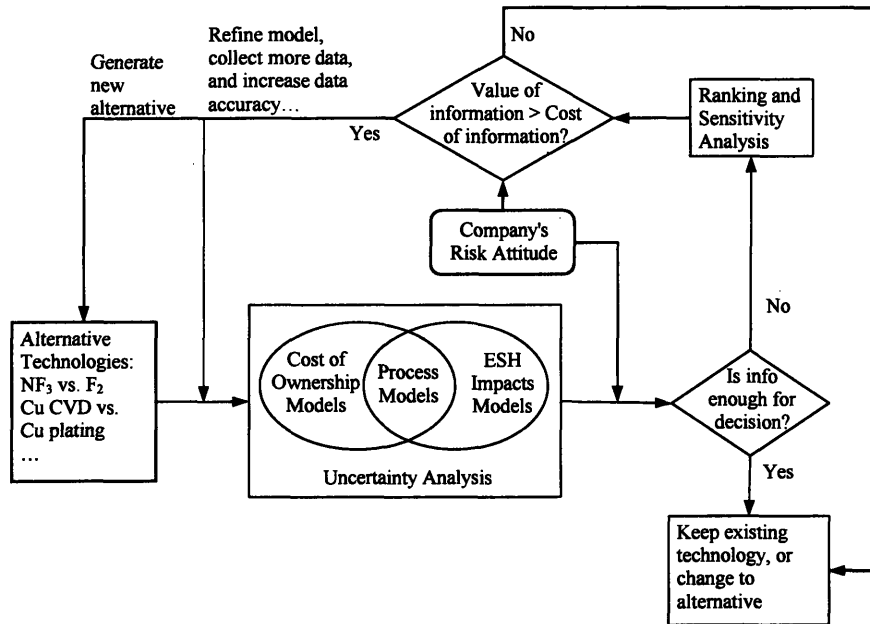 No
Refine model,
collect more data,
and increase data
accuracy…
Generate
new
alternative
Value of
information > Cost
of information?
Yes
Ranking and
Sensitivity
Analysis
Company's
Risk Attitude
No
Alternative
Technologies:
NF₃ vs. F₂
Cu CVD vs.
Cu plating
…
Cost of
Ownership
Models
Process
Models
ESH
Impacts
Models
Uncertainty Analysis
Is info
enough for
decision?
Yes
Keep existing
technology, or
change to
alternative